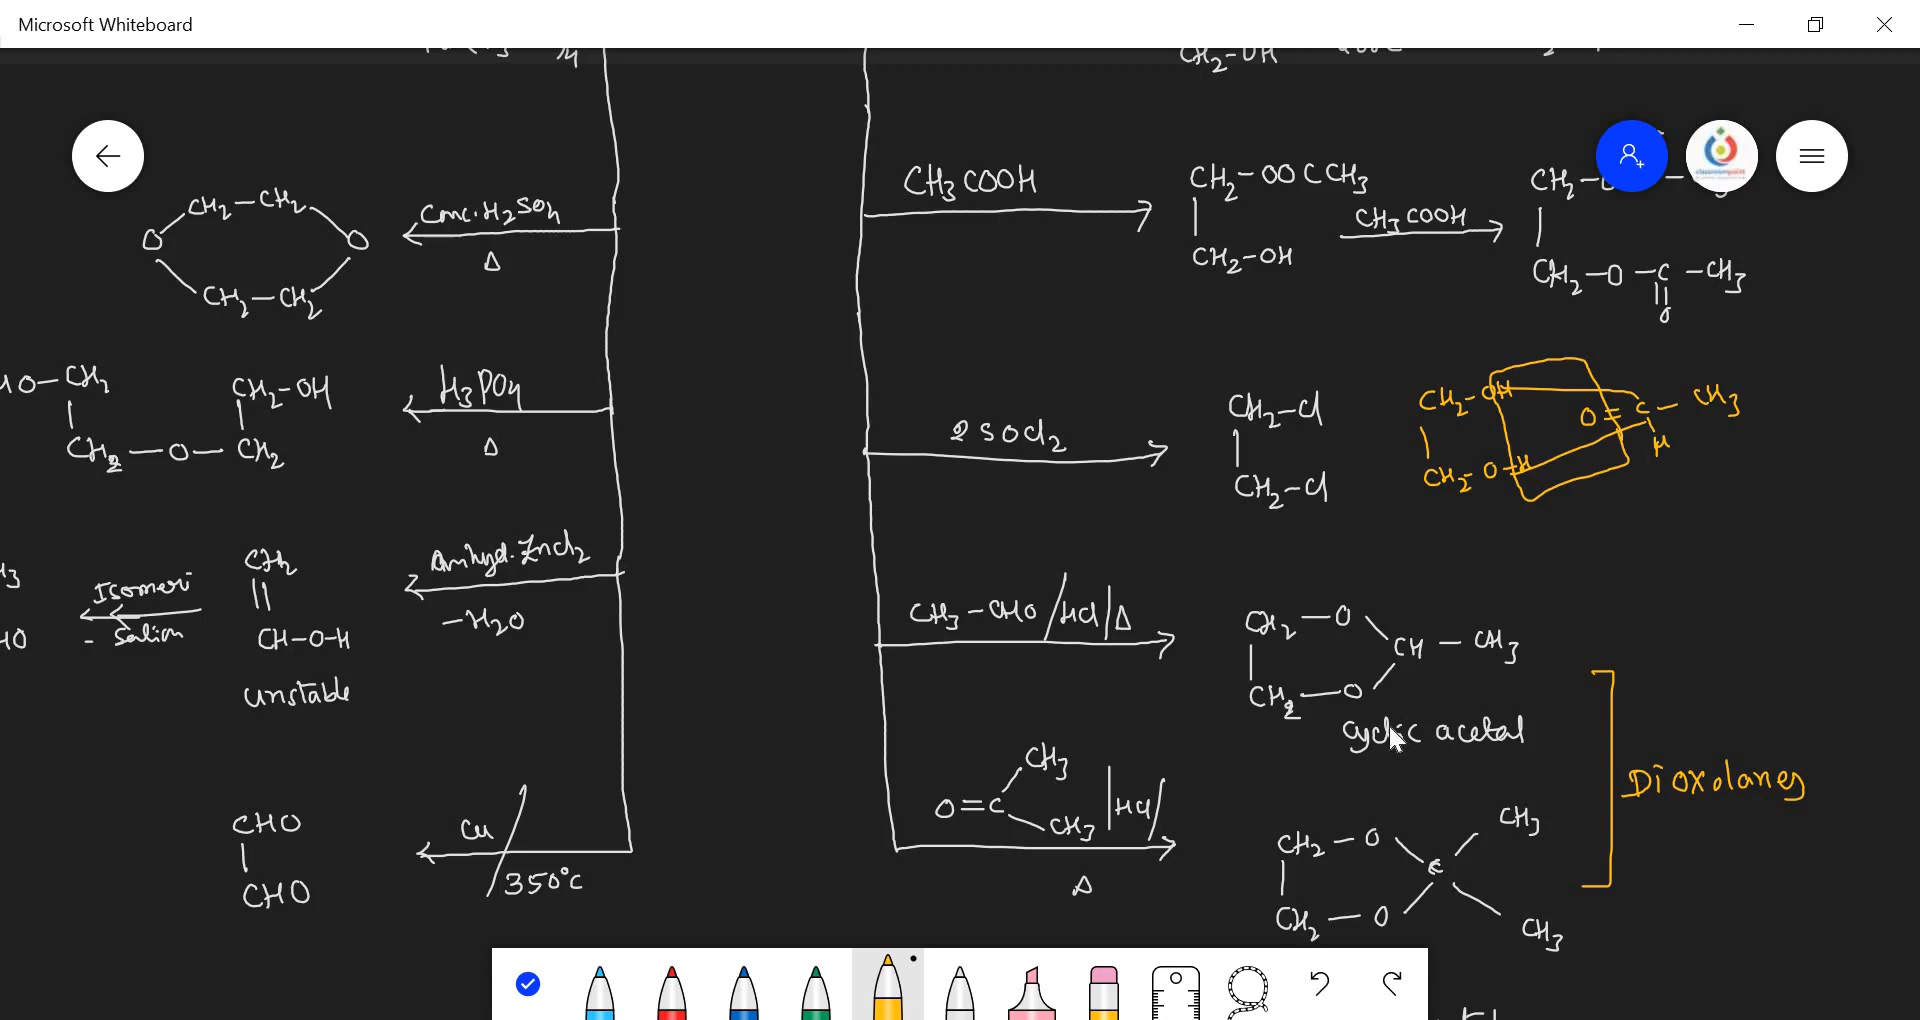 Microsoft Whiteboard
CH2-OH
CH3COOH
CH2-OOCCH3
CH2-OH
CH3COOH
CH2-O-C-CH3
O
CH2-CH2
O O
CH2-CH2
Conc. H2SO4
Δ
HO-CH2
CH2-O-CH2
CH2-OH
H3PO4
Δ
2SOCl2
CH2-Cl
CH2-Cl
CH2-OH
O=C-CH3
H
CH2-O-H
Isomeri
-sation
CH2
CH-O-H
unstable
Anhyd. ZnCl2
-H2O
CH3-CHO/HCl/Δ
CH2-O
CH-CH3
CH2-O
cyclic acetal
Dioxolanes
CHO
CHO
Cu
350°C
CH3
O=C
CH3
HCl/
Δ
CH2-O
C
CH2-O
CH3
CH3